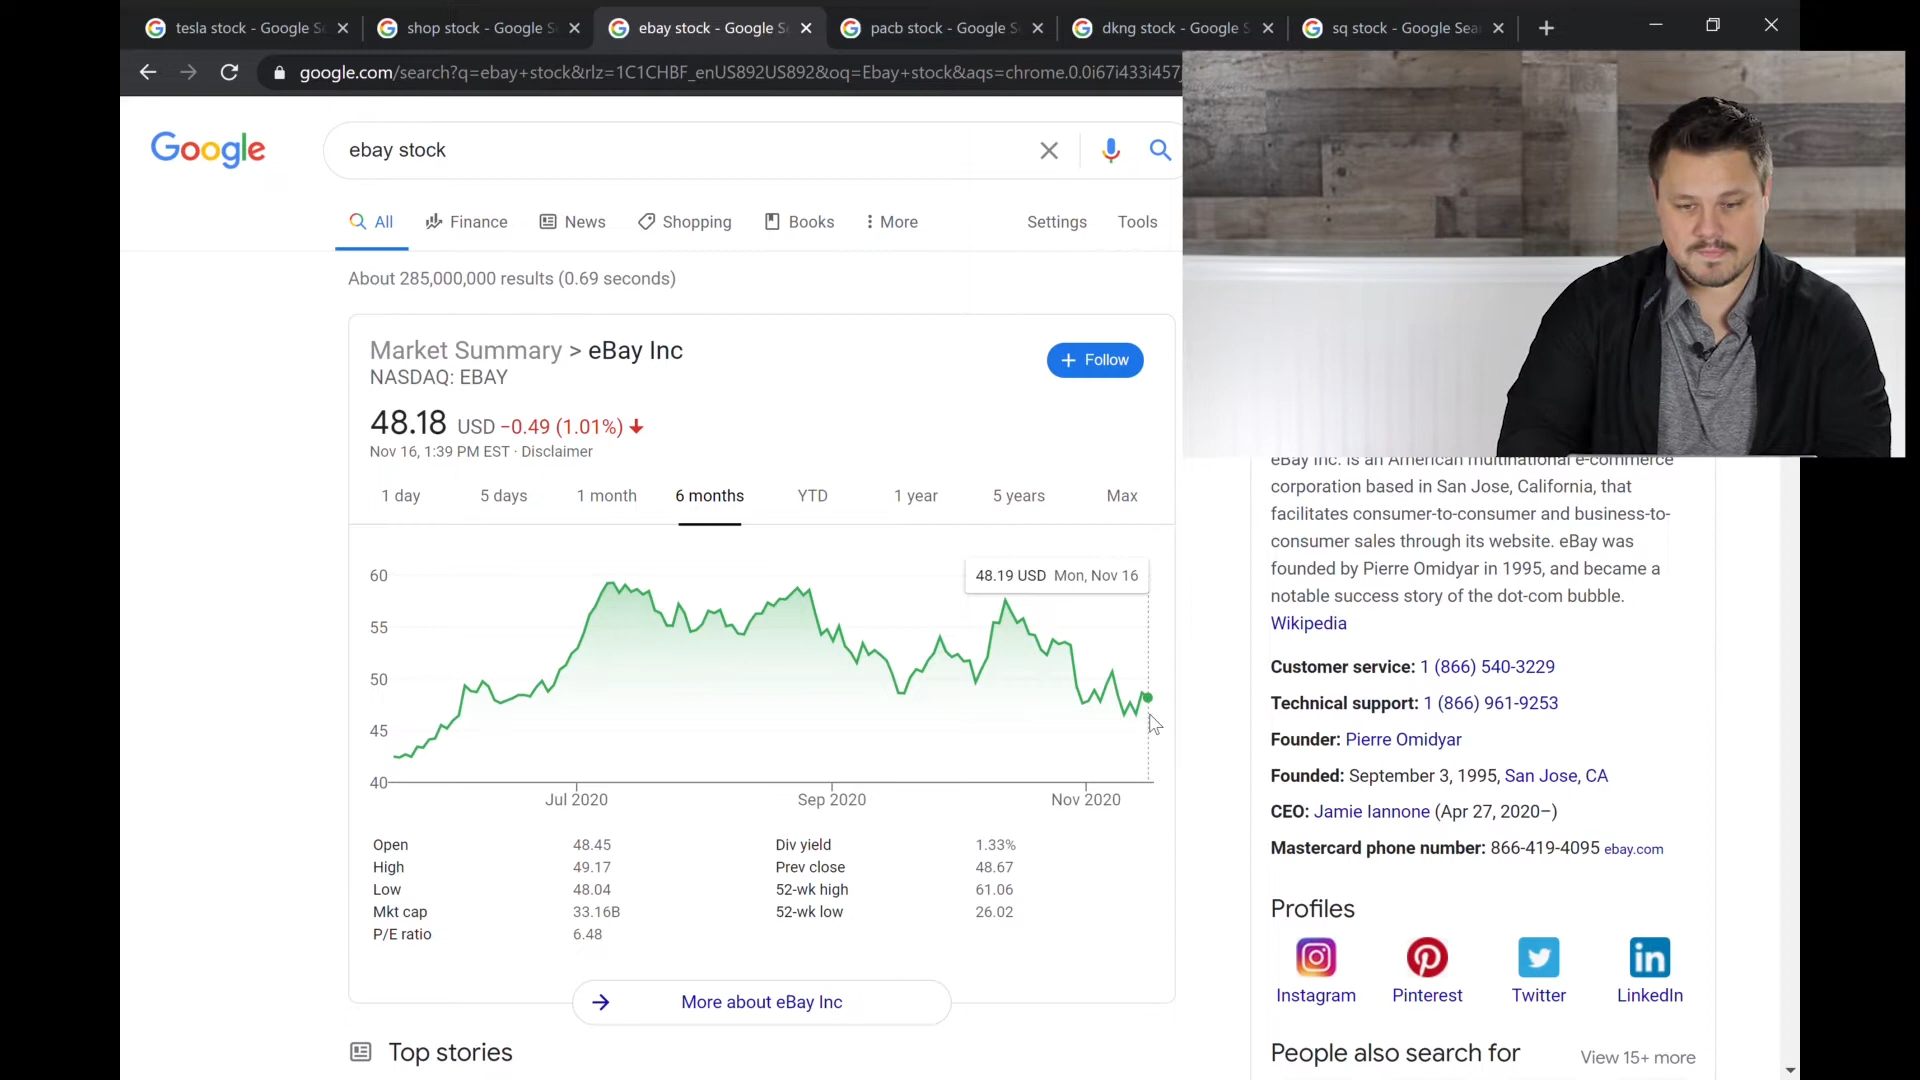 tesla stock - Google Se
shop stock - Google Se
ebay stock - Google Se
pacb stock - Google S
dkng stock - Google S
sq stock - Google Sear
google.com/search?q=ebay+stock&rlz=1C1CHBF_enUS892US892&oq=Ebay+stock&aqs=chrome.0.0i67i433i457j
Google
ebay stock
All
Finance
News
Shopping
Books
More
Settings
Tools
About 285,000,000 results (0.69 seconds)
Market Summary > eBay Inc
NASDAQ: EBAY
+ Follow
48.18 USD −0.49 (1.01%)
Nov 16, 1:39 PM EST · Disclaimer
1 day
5 days
1 month
6 months
YTD
1 year
5 years
Max
48.19 USD Mon, Nov 16
60
55
50
45
40
Jul 2020
Sep 2020
Nov 2020
Open 48.45
High 49.17
Low 48.04
Mkt cap 33.16B
P/E ratio 6.48
Div yield 1.33%
Prev close 48.67
52-wk high 61.06
52-wk low 26.02
More about eBay Inc
Top stories
eBay Inc. is an American multinational e-commerce
corporation based in San Jose, California, that
facilitates consumer-to-consumer and business-to-
consumer sales through its website. eBay was
founded by Pierre Omidyar in 1995, and became a
notable success story of the dot-com bubble.
Wikipedia
Customer service: 1 (866) 540-3229
Technical support: 1 (866) 961-9253
Founder: Pierre Omidyar
Founded: September 3, 1995, San Jose, CA
CEO: Jamie Iannone (Apr 27, 2020–)
Mastercard phone number: 866-419-4095 ebay.com
Profiles
Instagram
Pinterest
Twitter
LinkedIn
People also search for
View 15+ more